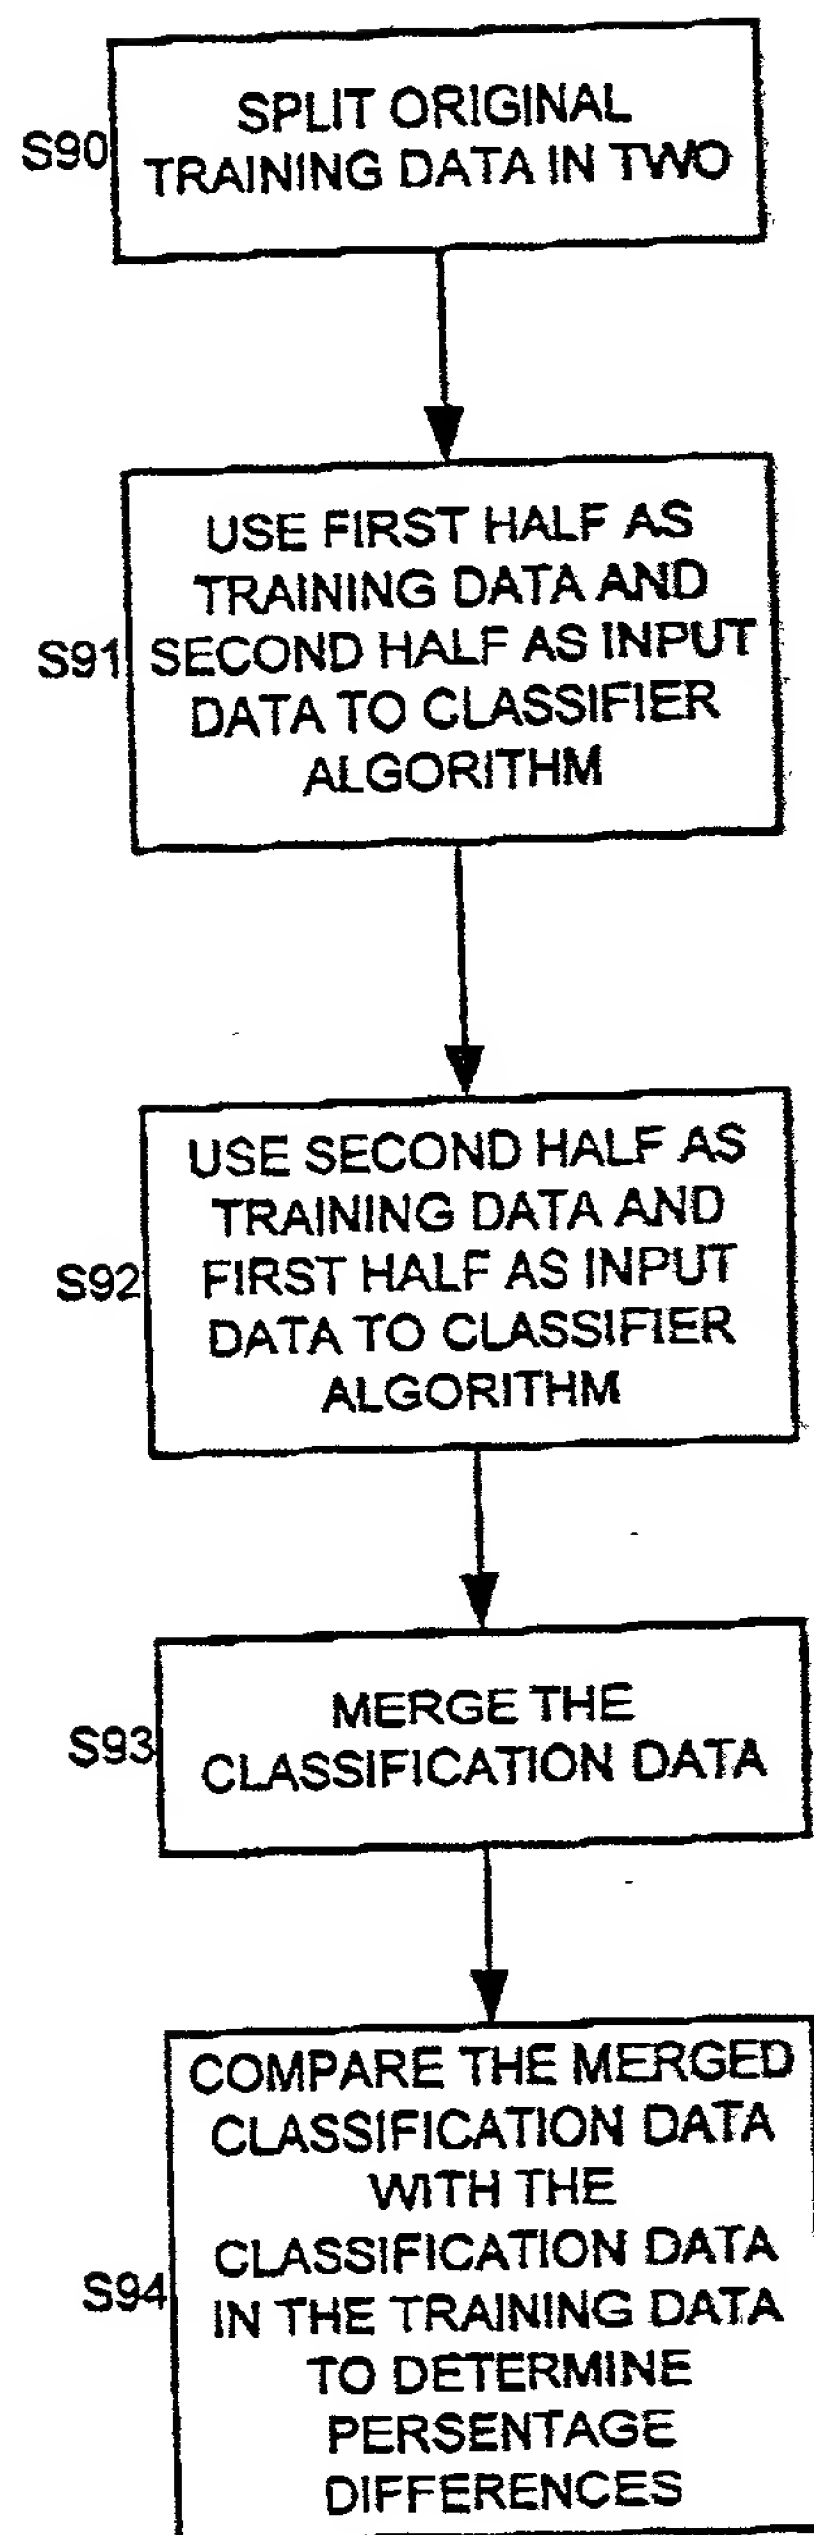 S90
SPLIT ORIGINAL
TRAINING DATA IN TWO
S91
USE FIRST HALF AS
TRAINING DATA AND
SECOND HALF AS INPUT
DATA TO CLASSIFIER
ALGORITHM
S92
USE SECOND HALF AS
TRAINING DATA AND
FIRST HALF AS INPUT
DATA TO CLASSIFIER
ALGORITHM
S93
MERGE THE
CLASSIFICATION DATA
S94
COMPARE THE MERGED
CLASSIFICATION DATA
WITH THE
CLASSIFICATION DATA
IN THE TRAINING DATA
TO DETERMINE
PERSENTAGE
DIFFERENCES